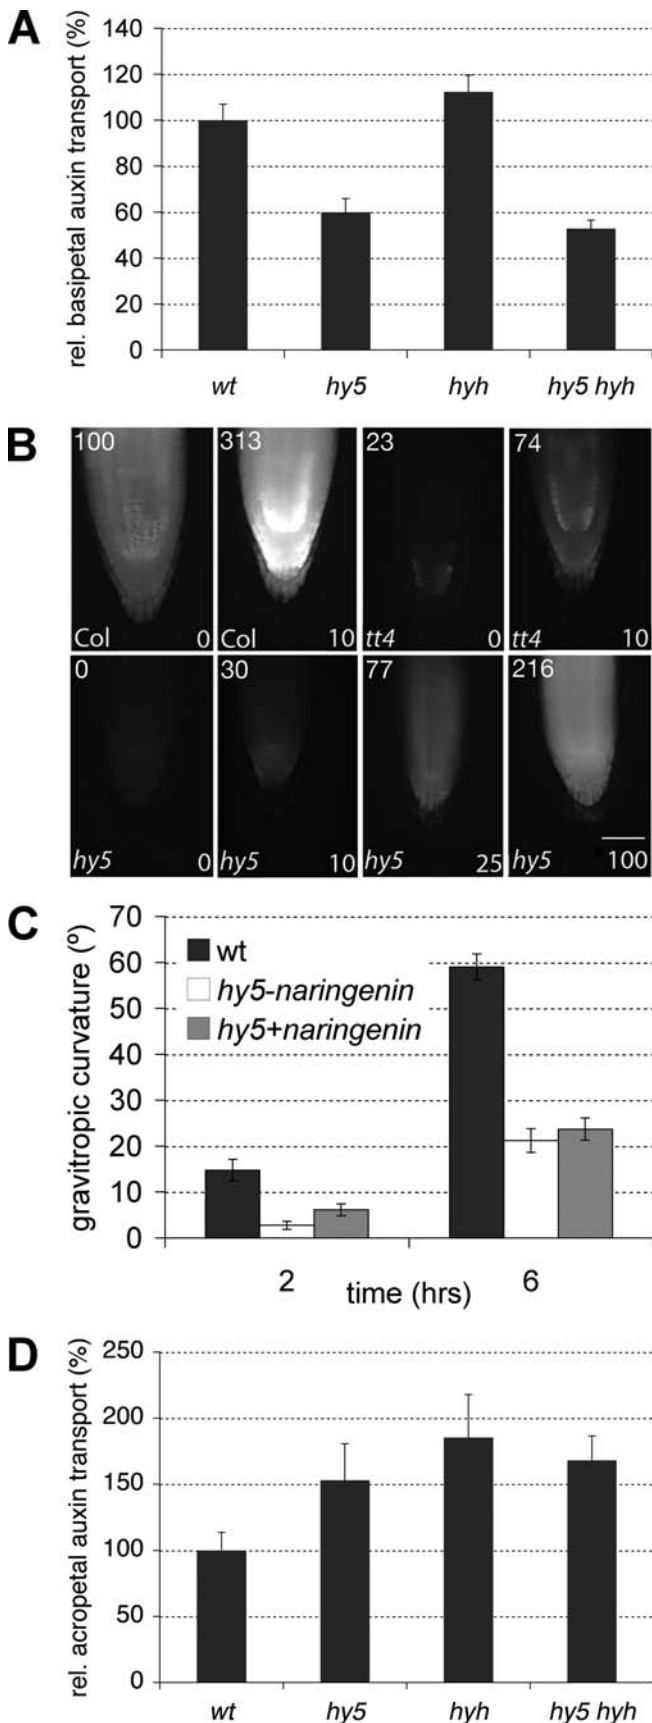 A
rel. basipetal auxin transport (%)
140
120
100
80
60
40
20
0
wt hy5 hyh hy5 hyh
B
100 313 23 74
Col 0 Col 10 tt4 0 tt4 10
0 30 77 216
hy5 0 hy5 10 hy5 25 hy5 100
C
gravitropic curvature (º)
70
60
50
40
30
20
10
0
wt
hy5-naringenin
hy5+naringenin
2 6
time (hrs)
D
rel. acropetal auxin transport (%)
250
200
150
100
50
0
wt hy5 hyh hy5 hyh